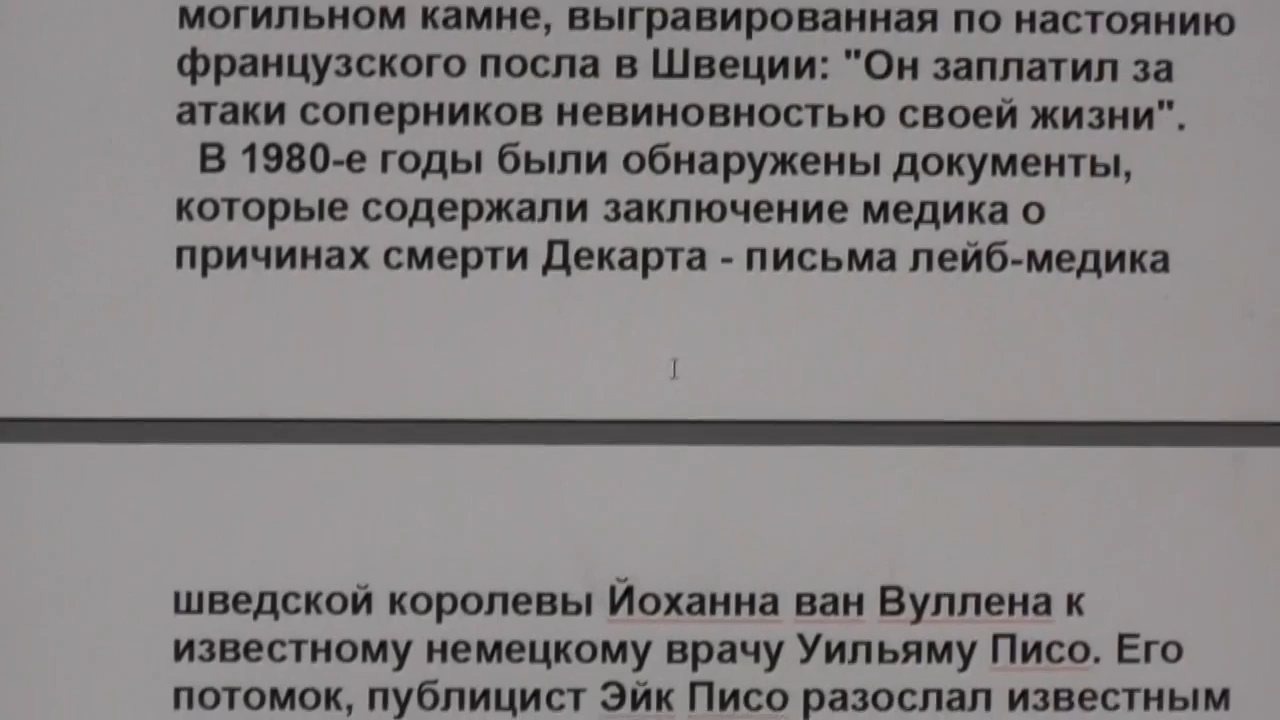 могильном камне, выгравированная по настоянию
французского посла в Швеции: "Он заплатил за
атаки соперников невиновностью своей жизни".
В 1980-е годы были обнаружены документы,
которые содержали заключение медика о
причинах смерти Декарта - письма лейб-медика
шведской королевы Йоханна ван Вуллена к
известному немецкому врачу Уильяму Писо. Его
потомок, публицист Эйк Писо разослал известным